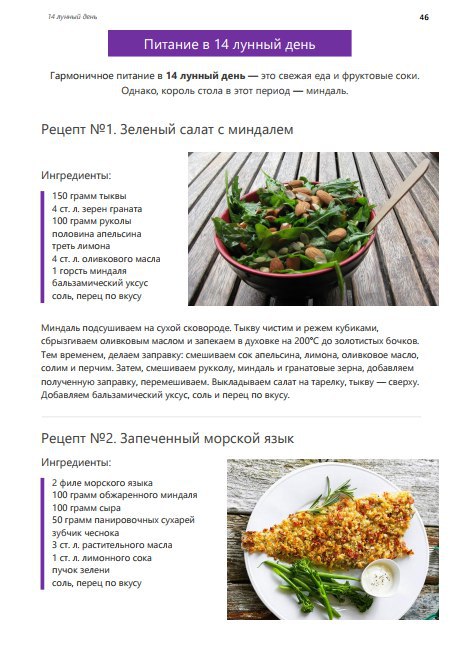 14 лунный день
46
Питание в 14 лунный день
Гармоничное питание в 14 лунный день — это свежая еда и фруктовые соки.
Однако, король стола в этот период — миндаль.
Рецепт №1. Зеленый салат с миндалем
Ингредиенты:
150 грамм тыквы
4 ст. л. зерен граната
100 грамм руколы
половина апельсина
треть лимона
4 ст. л. оливкового масла
1 горсть миндаля
бальзамический уксус
соль, перец по вкусу
Миндаль подсушиваем на сухой сковороде. Тыкву чистим и режем кубиками,
сбрызгиваем оливковым маслом и запекаем в духовке на 200°C до золотистых бочков.
Тем временем, делаем заправку: смешиваем сок апельсина, лимона, оливковое масло,
солим и перчим. Затем, смешиваем рукколу, миндаль и гранатовые зерна, добавляем
полученную заправку, перемешиваем. Выкладываем салат на тарелку, тыкву — сверху.
Добавляем бальзамический уксус, соль и перец по вкусу.
Рецепт №2. Запеченный морской язык
Ингредиенты:
2 филе морского языка
100 грамм обжаренного миндаля
100 грамм сыра
50 грамм панировочных сухарей
зубчик чеснока
3 ст. л. растительного масла
1 ст. л. лимонного сока
пучок зелени
соль, перец по вкусу